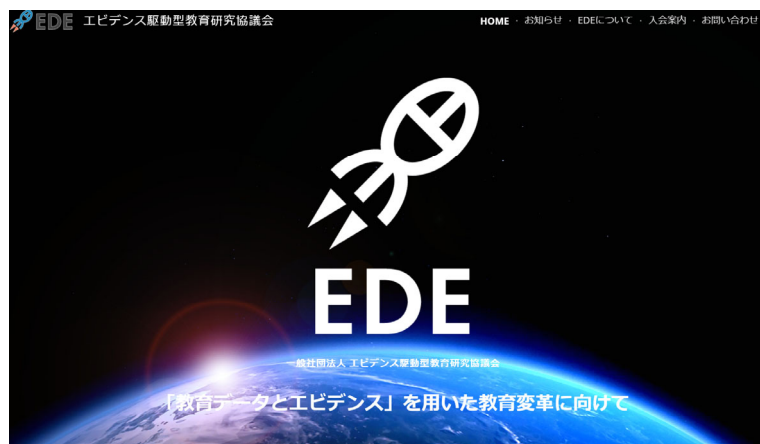 EDE エビデンス駆動型教育研究協議会
HOME · お知らせ · EDEについて · 入会案内 · お問い合わせ
EDE
一般社団法人 エビデンス駆動型教育研究協議会
「教育データとエビデンス」を用いた教育変革に向けて